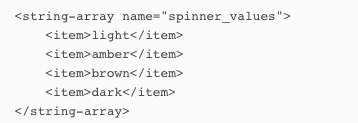 <string-array name="spinner_values">
    <item>light</item>
    <item>amber</item>
    <item>brown</item>
    <item>dark</item>
</string-array>